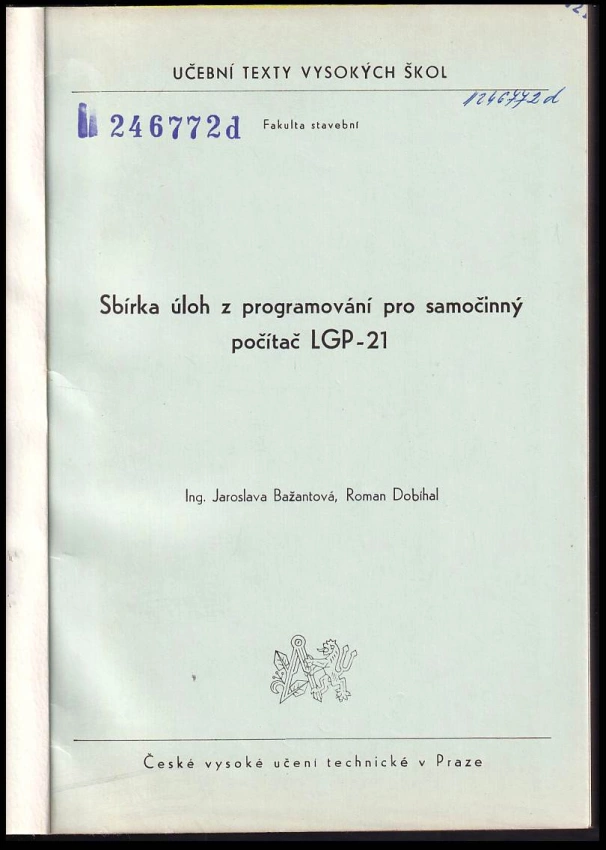 UČEBNÍ TEXTY VYSOKÝCH ŠKOL
1246772d
246772d
Fakulta stavební
Sbírka úloh z programování pro samočinný
počítač LGP-21
Ing. Jaroslava Bažantová, Roman Dobíhal
České vysoké učení technické v Praze